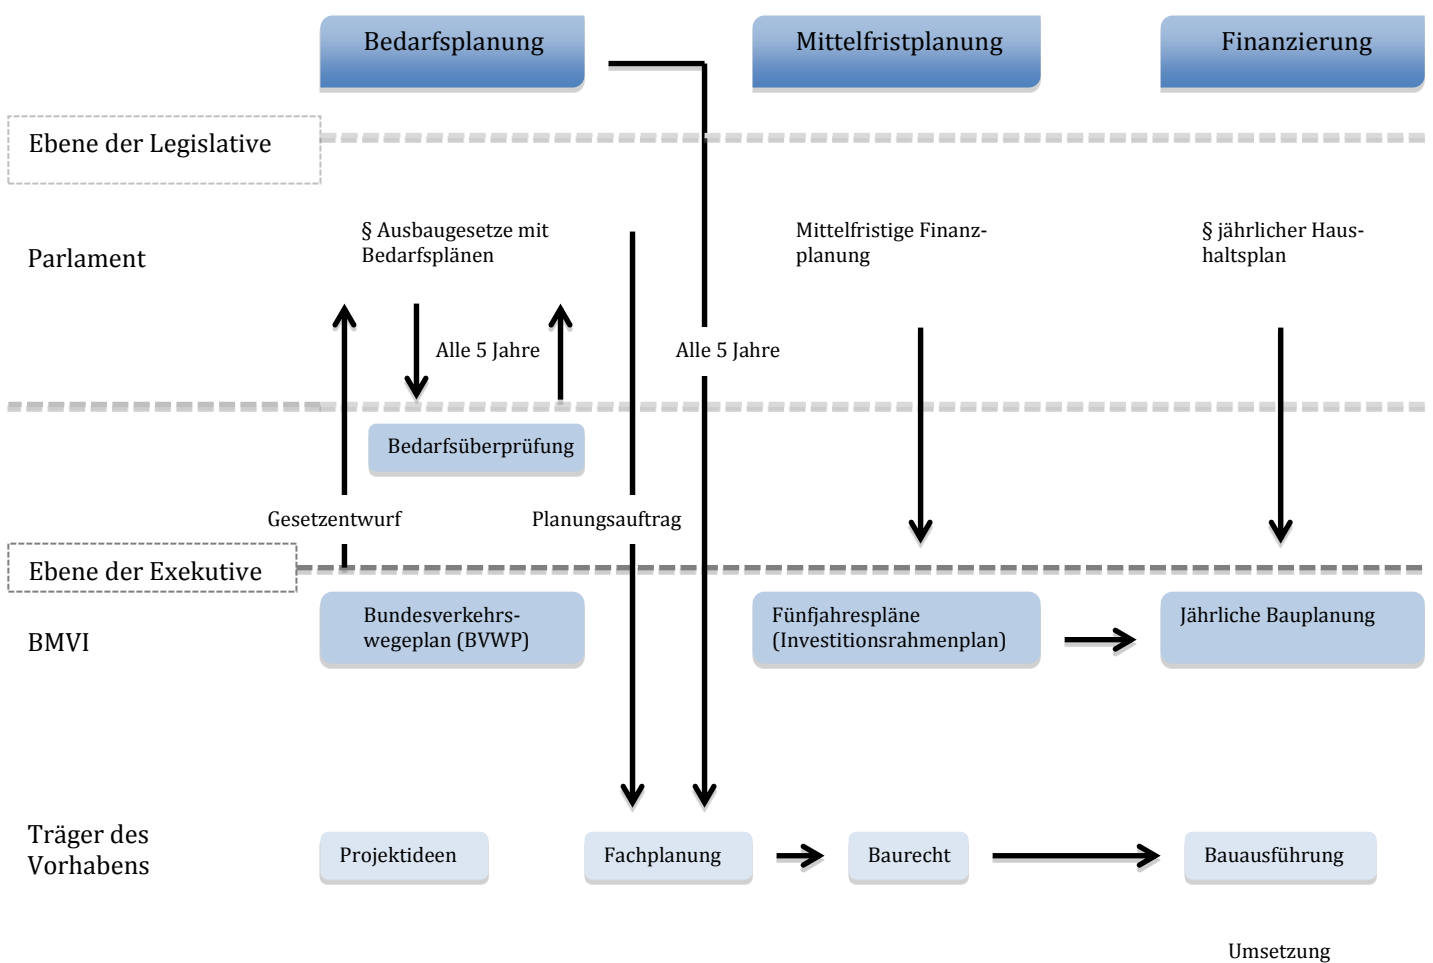 Bedarfsplanung
Mittelfristplanung
Finanzierung
Ebene der Legislative
Parlament
§ Ausbaugesetze mit
Bedarfsplänen
Mittelfristige Finanz-
planung
§ jährlicher Haus-
haltsplan
Alle 5 Jahre
Alle 5 Jahre
Bedarfsüberprüfung
Gesetzentwurf
Planungsauftrag
Ebene der Exekutive
BMVI
Bundesverkehrs-
wegeplan (BVWP)
Fünfjahrespläne
(Investitionsrahmenplan)
Jährliche Bauplanung
Träger des
Vorhabens
Projektideen
Fachplanung
Baurecht
Bauausführung
Umsetzung